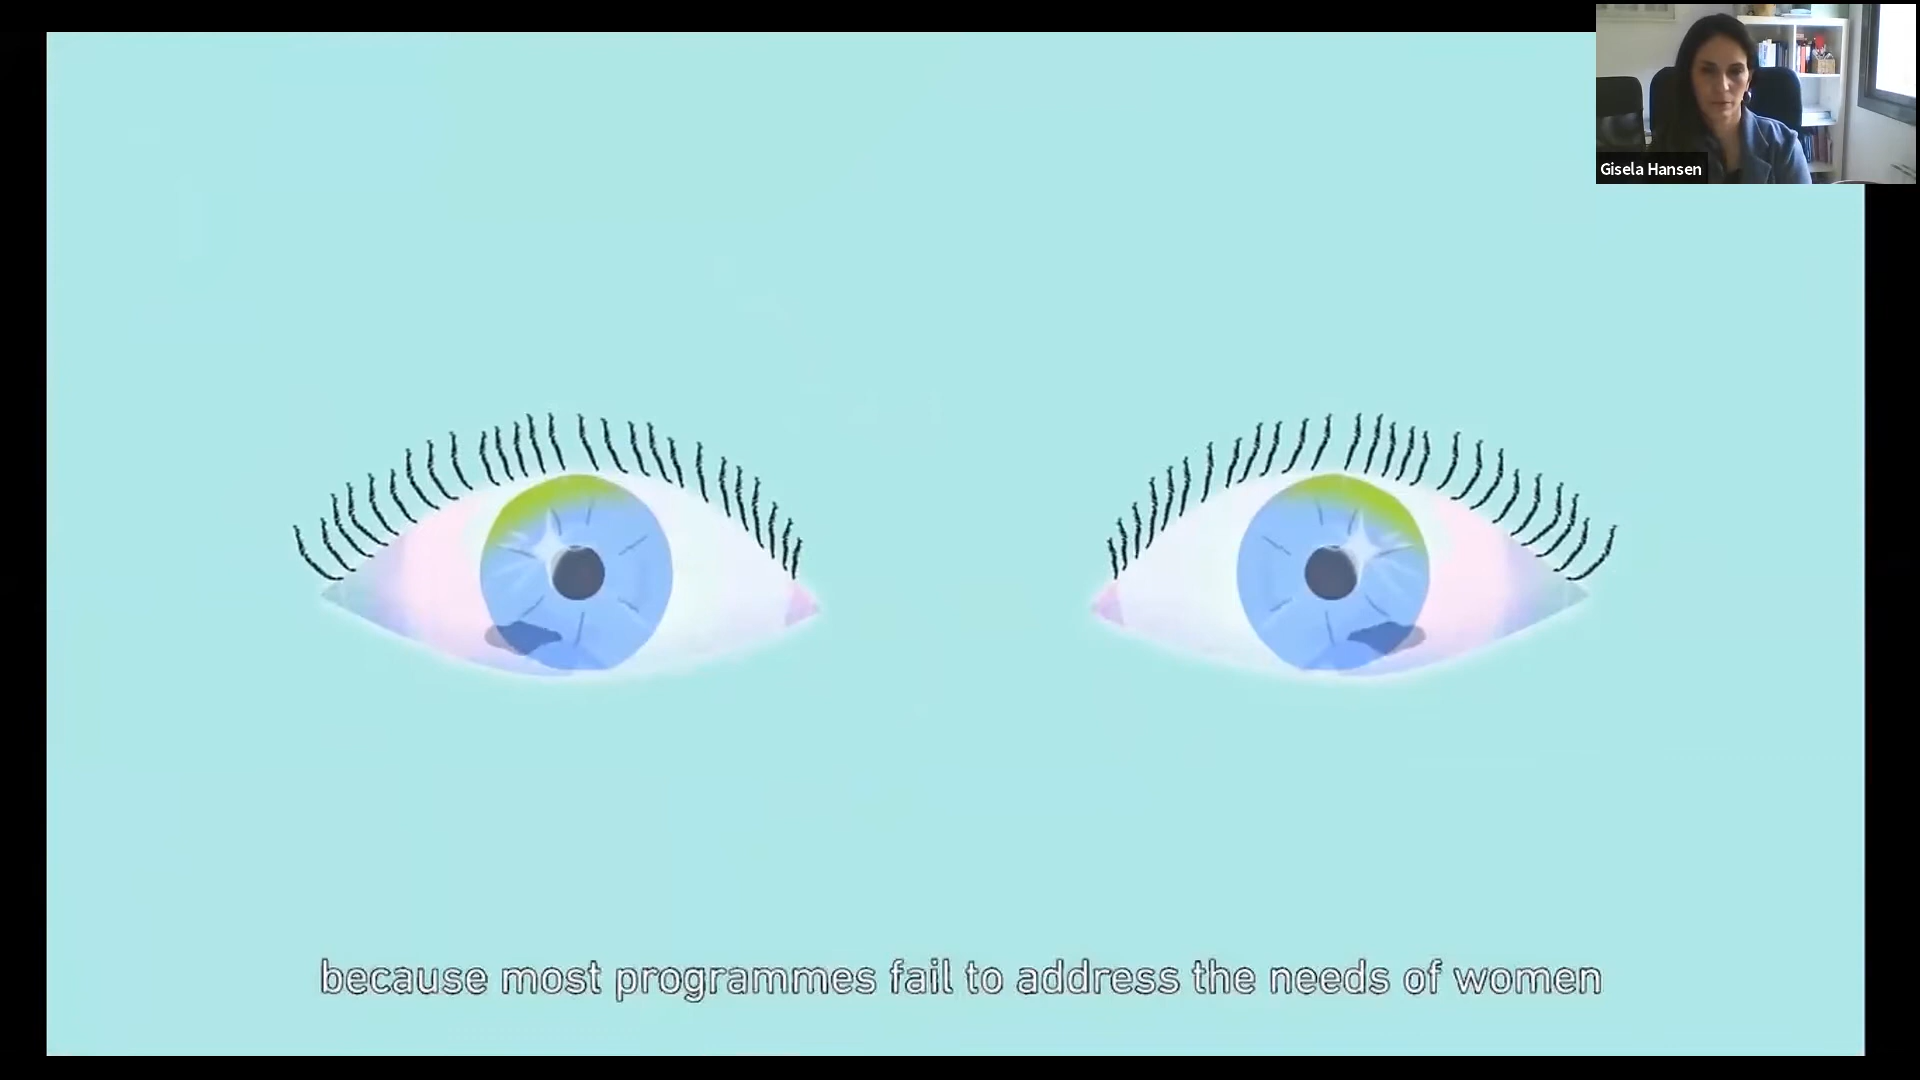 Gisela Hansen
because most programmes fail to address the needs of women